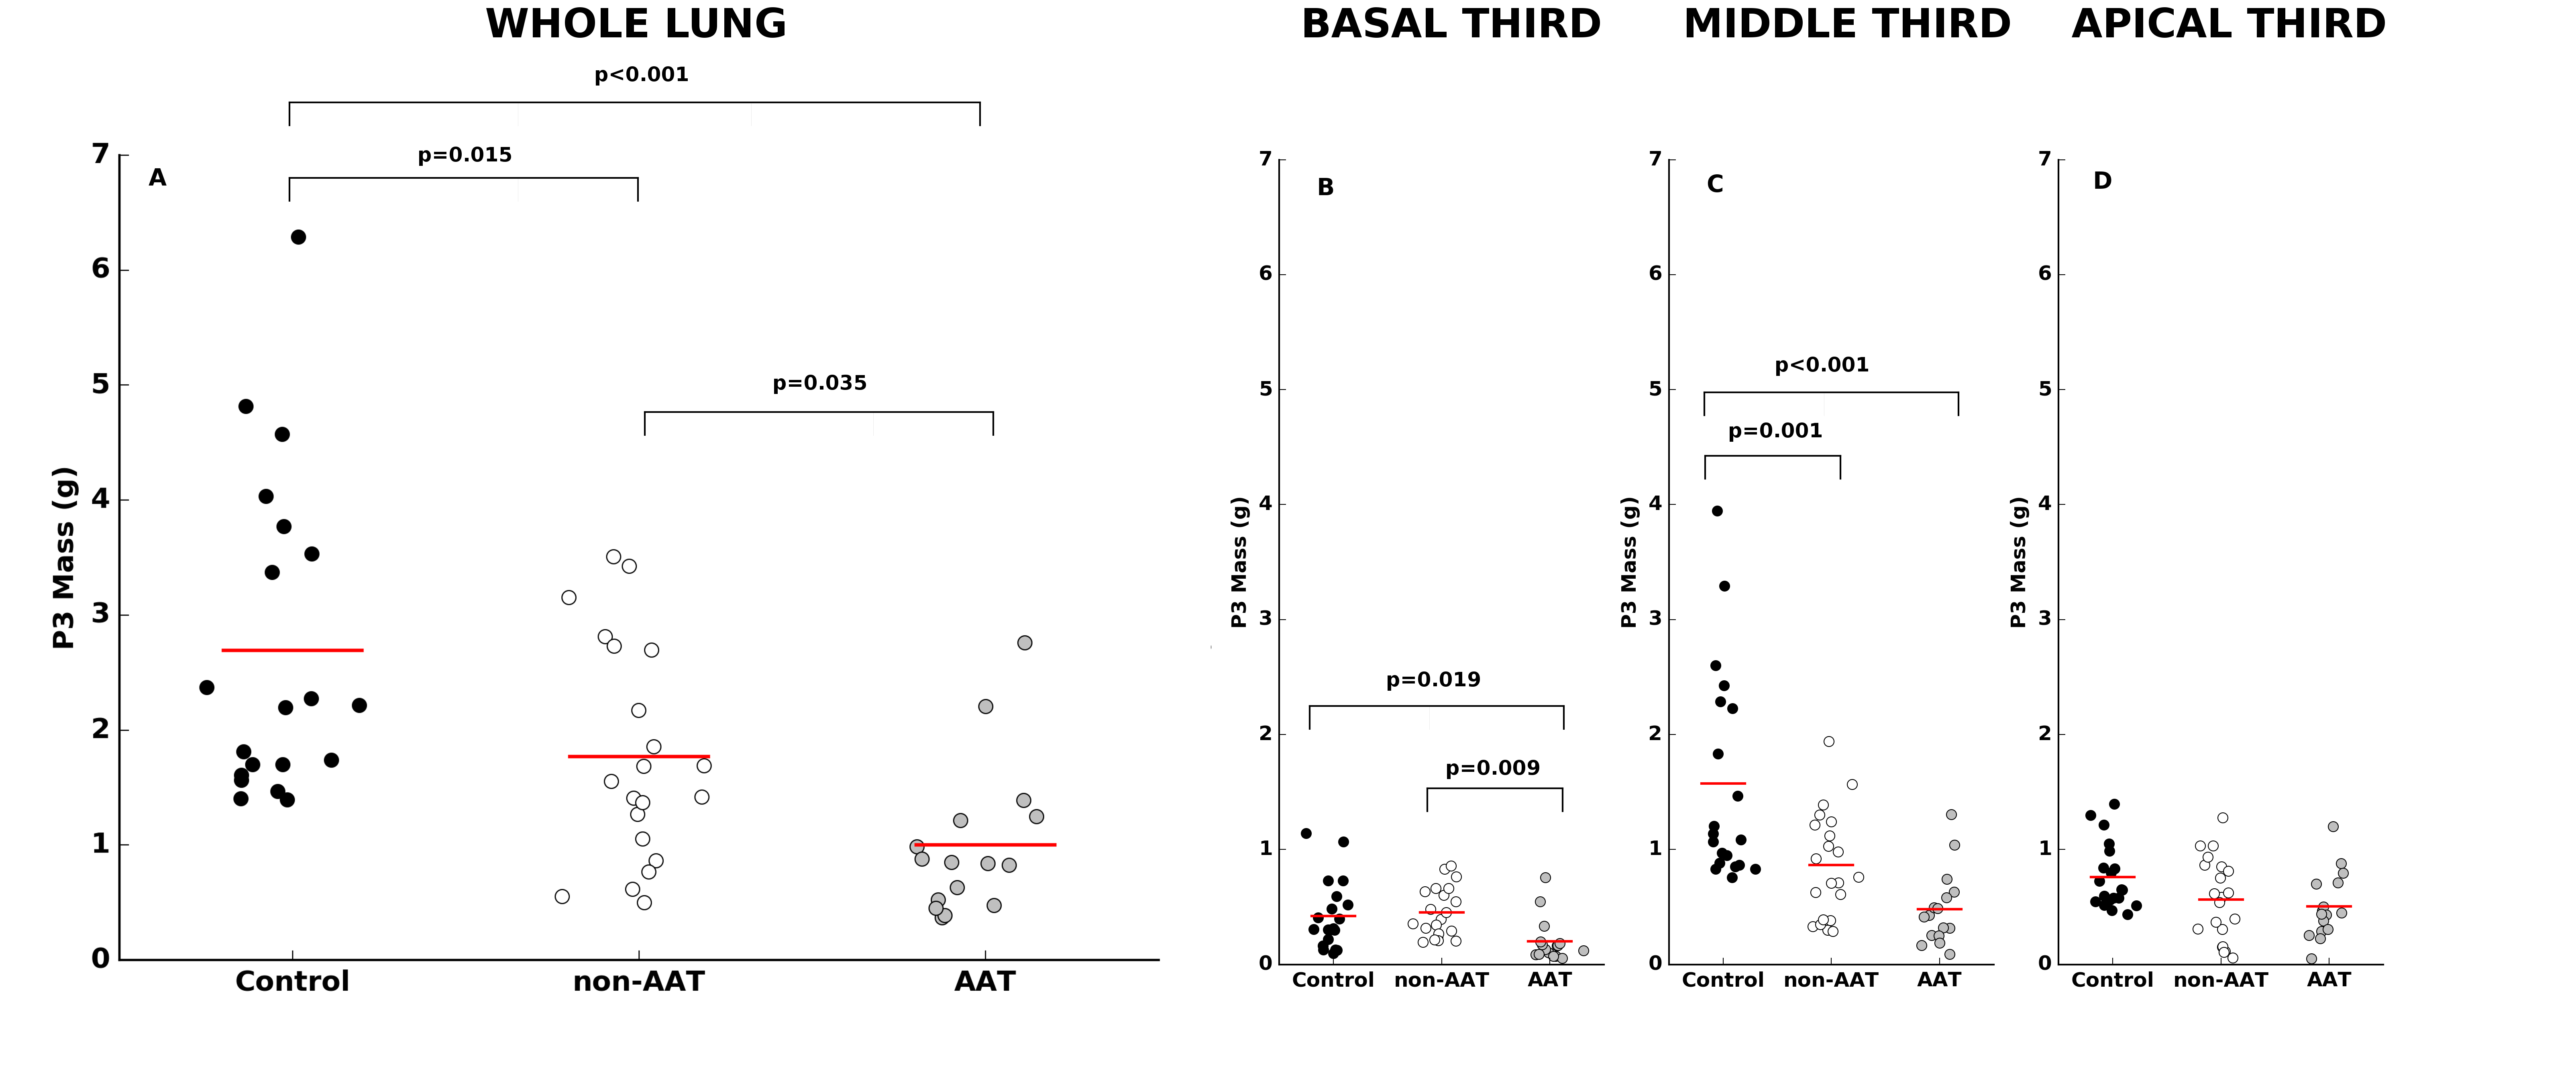 WHOLE LUNG
BASAL THIRD
MIDDLE THIRD
APICAL THIRD
p<0.001
p=0.015
p=0.035
A
P3 Mass (g)
7
6
5
4
3
2
1
0
Control non-AAT AAT
B
p=0.019
p=0.009
P3 Mass (g)
7
6
5
4
3
2
1
0
Control non-AAT AAT
C
p<0.001
p=0.001
P3 Mass (g)
7
6
5
4
3
2
1
0
Control non-AAT AAT
D
P3 Mass (g)
7
6
5
4
3
2
1
0
Control non-AAT AAT